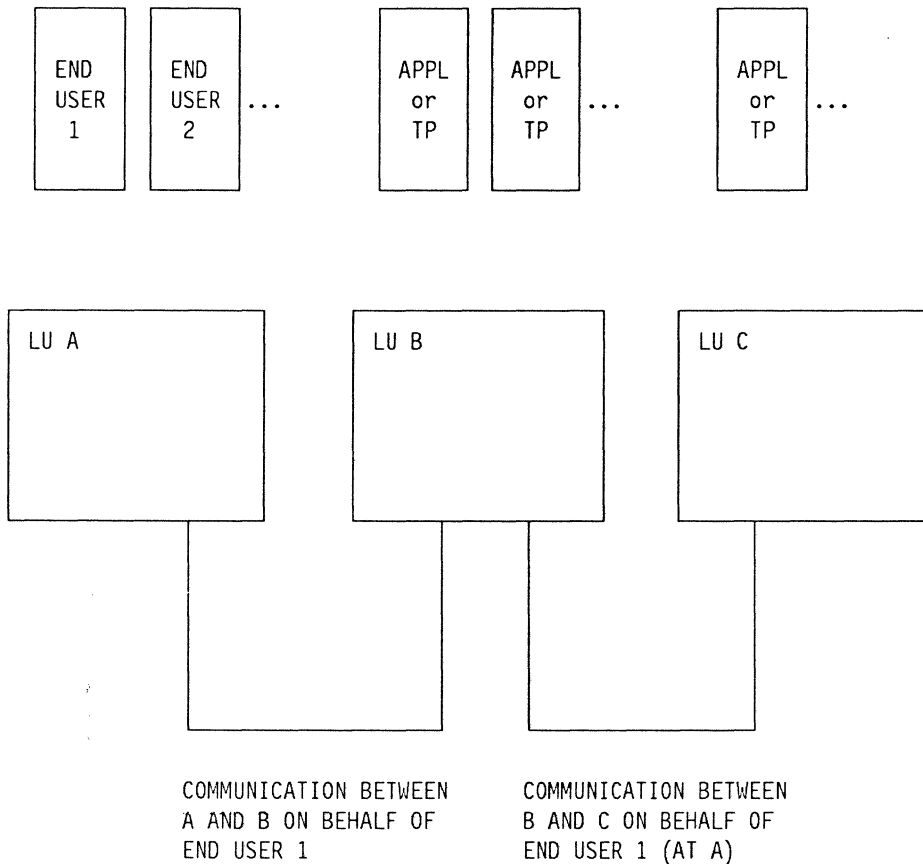 END
USER
1
END
USER
2
...
APPL
or
TP
APPL
or
TP
...
APPL
or
TP
...
LU A
LU B
LU C
COMMUNICATION BETWEEN
A AND B ON BEHALF OF
END USER 1
COMMUNICATION BETWEEN
B AND C ON BEHALF OF
END USER 1 (AT A)